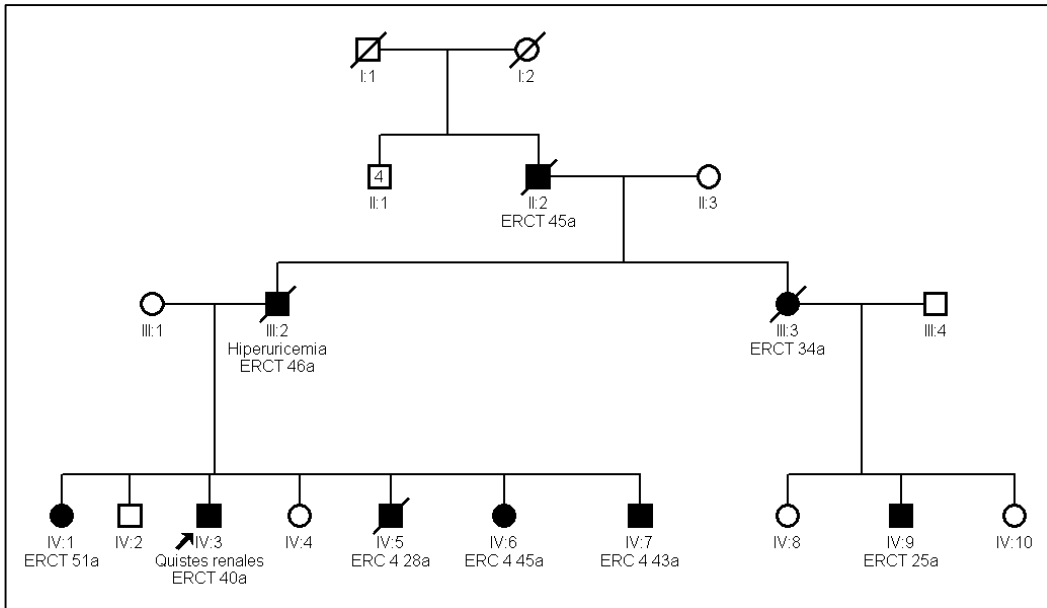 I:1 I:2
4
II:1 II:2 II:3
ERCT 45a
III:1 III:2 III:3 III:4
Hiperuricemia ERCT 34a
ERCT 46a
IV:1 IV:2 IV:3 IV:4 IV:5 IV:6 IV:7 IV:8 IV:9 IV:10
ERCT 51a Quistes renales ERC 4 28a ERC 4 45a ERC 4 43a ERCT 25a
ERCT 40a